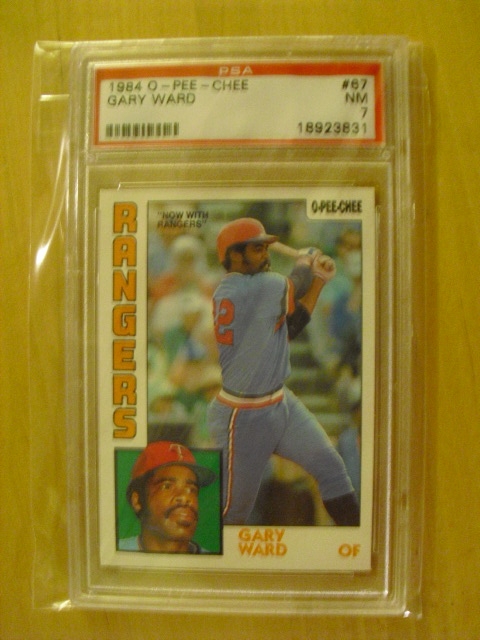 PSA
1984 O-PEE-CHEE #67
GARY WARD NM
7
18923831
O-PEE-CHEE
"NOW WITH
RANGERS"
RANGERS
2
T
GARY
WARD OF